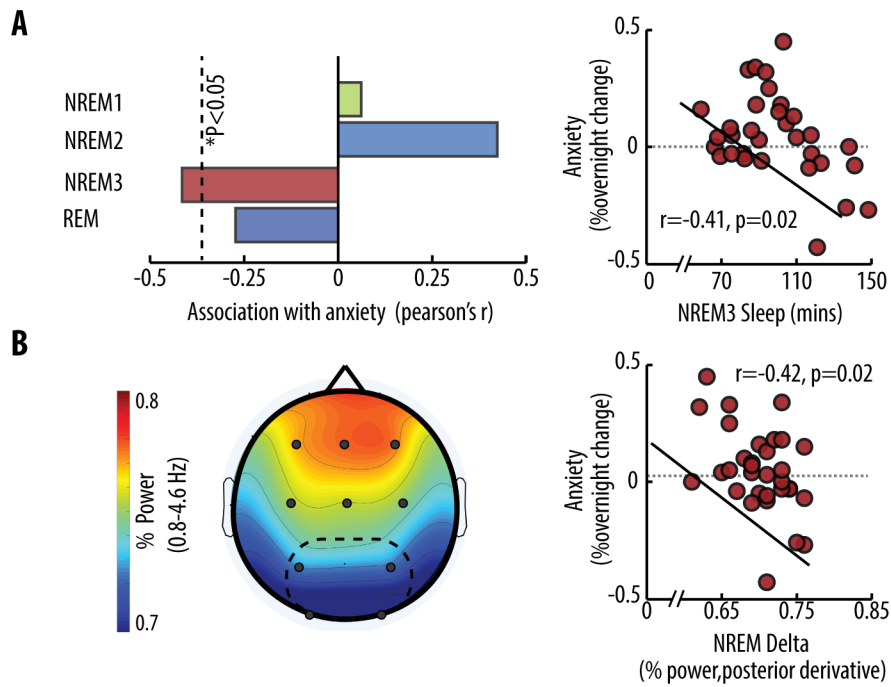 A
NREM1
NREM2
NREM3
REM
*P<0.05
-0.5
-0.25
0
0.25
0.5
Association with anxiety (pearson's r)
0.5
0
-0.5
Anxiety
(%overnight change)
r=-0.41, p=0.02
0
70
110
150
NREM3 Sleep (mins)
B
0.8
0.7
% Power
(0.8-4.6 Hz)
0.5
0
-0.5
Anxiety
(%overnight change)
r=-0.42, p=0.02
0
0.65
0.75
0.85
NREM Delta
(% power,posterior derivative)